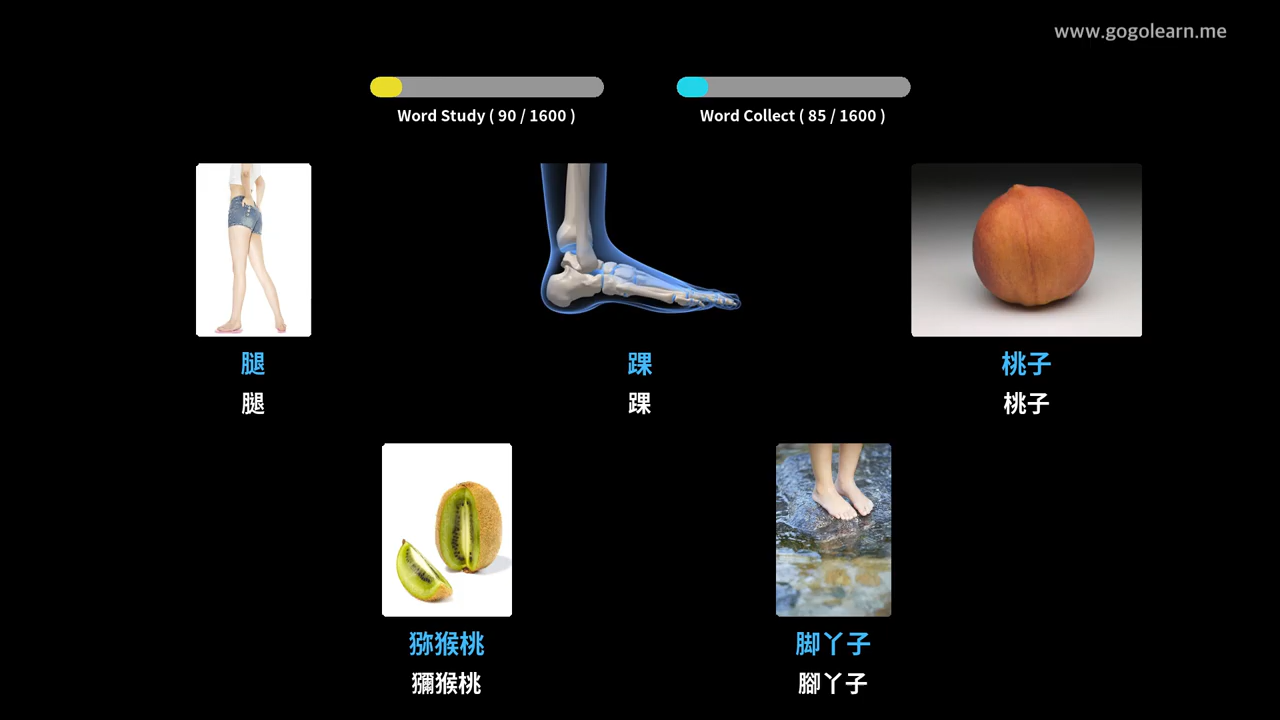 www.gogolearn.me
Word Study ( 90 / 1600 )
Word Collect ( 85 / 1600 )
腿
腿
踝
踝
桃子
桃子
猕猴桃
獼猴桃
脚丫子
腳丫子